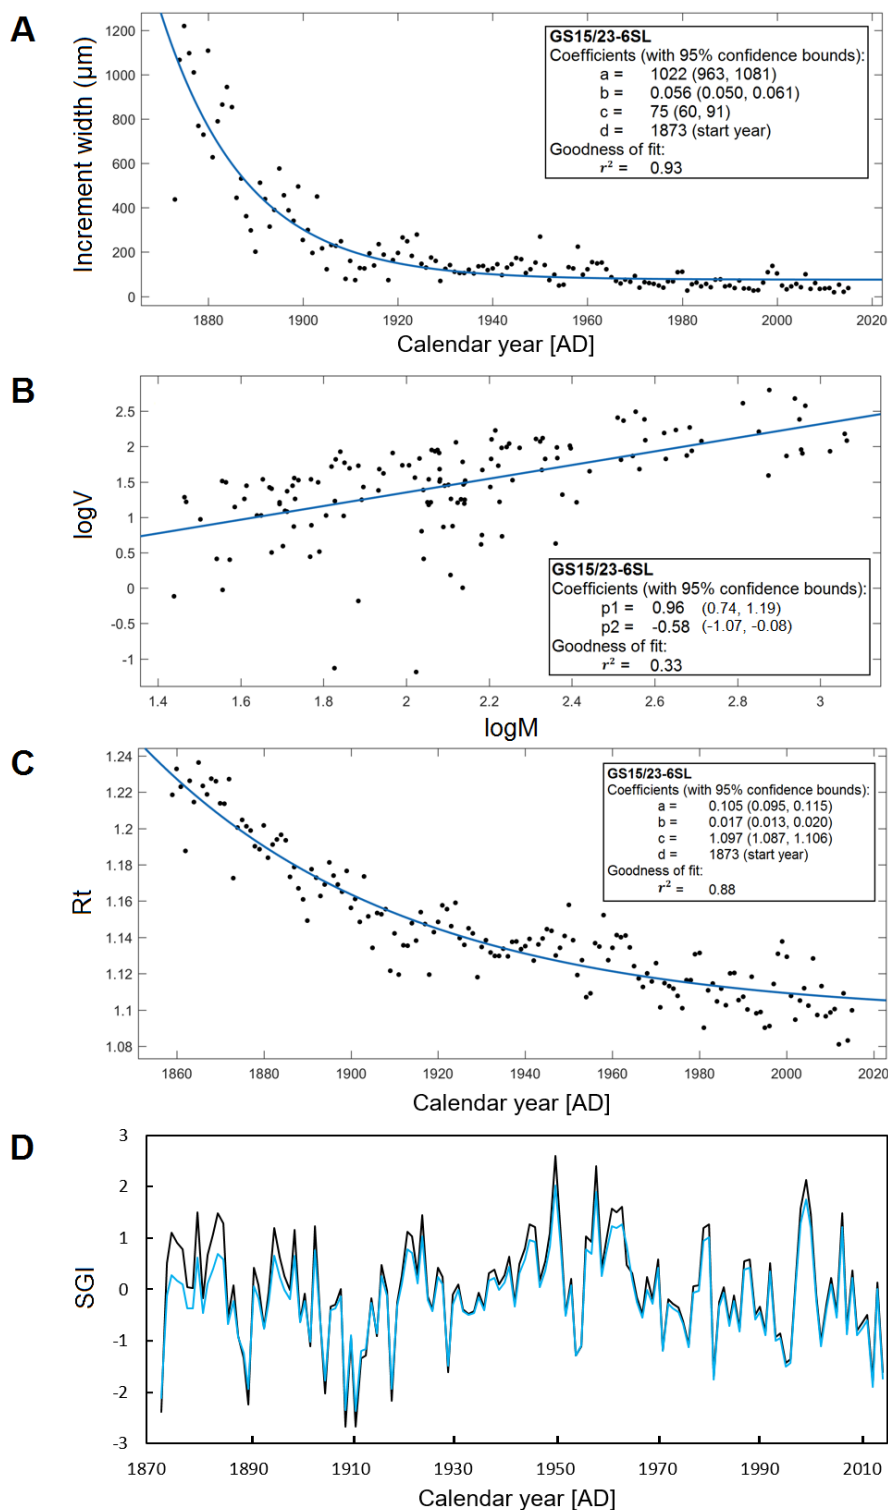 A
Increment width (µm)
1200
1000
800
600
400
200
0
GS15/23-6SL
Coefficients (with 95% confidence bounds):
a = 1022 (963, 1081)
b = 0.056 (0.050, 0.061)
c = 75 (60, 91)
d = 1873 (start year)
Goodness of fit:
r² = 0.93
1880 1900 1920 1940 1960 1980 2000 2020
Calendar year [AD]
B
logV
2.5
2
1.5
1
0.5
0
-0.5
-1
GS15/23-6SL
Coefficients (with 95% confidence bounds):
p1 = 0.96 (0.74, 1.19)
p2 = -0.58 (-1.07, -0.08)
Goodness of fit:
r² = 0.33
1.4 1.6 1.8 2 2.2 2.4 2.6 2.8 3
logM
C
Rt
1.24
1.22
1.2
1.18
1.16
1.14
1.12
1.1
1.08
GS15/23-6SL
Coefficients (with 95% confidence bounds):
a = 0.105 (0.095, 0.115)
b = 0.017 (0.013, 0.020)
c = 1.097 (1.087, 1.106)
d = 1873 (start year)
Goodness of fit:
r² = 0.88
1860 1880 1900 1920 1940 1960 1980 2000 2020
Calendar year [AD]
D
SGI
3
2
1
0
-1
-2
-3
1870 1890 1910 1930 1950 1970 1990 2010
Calendar year [AD]